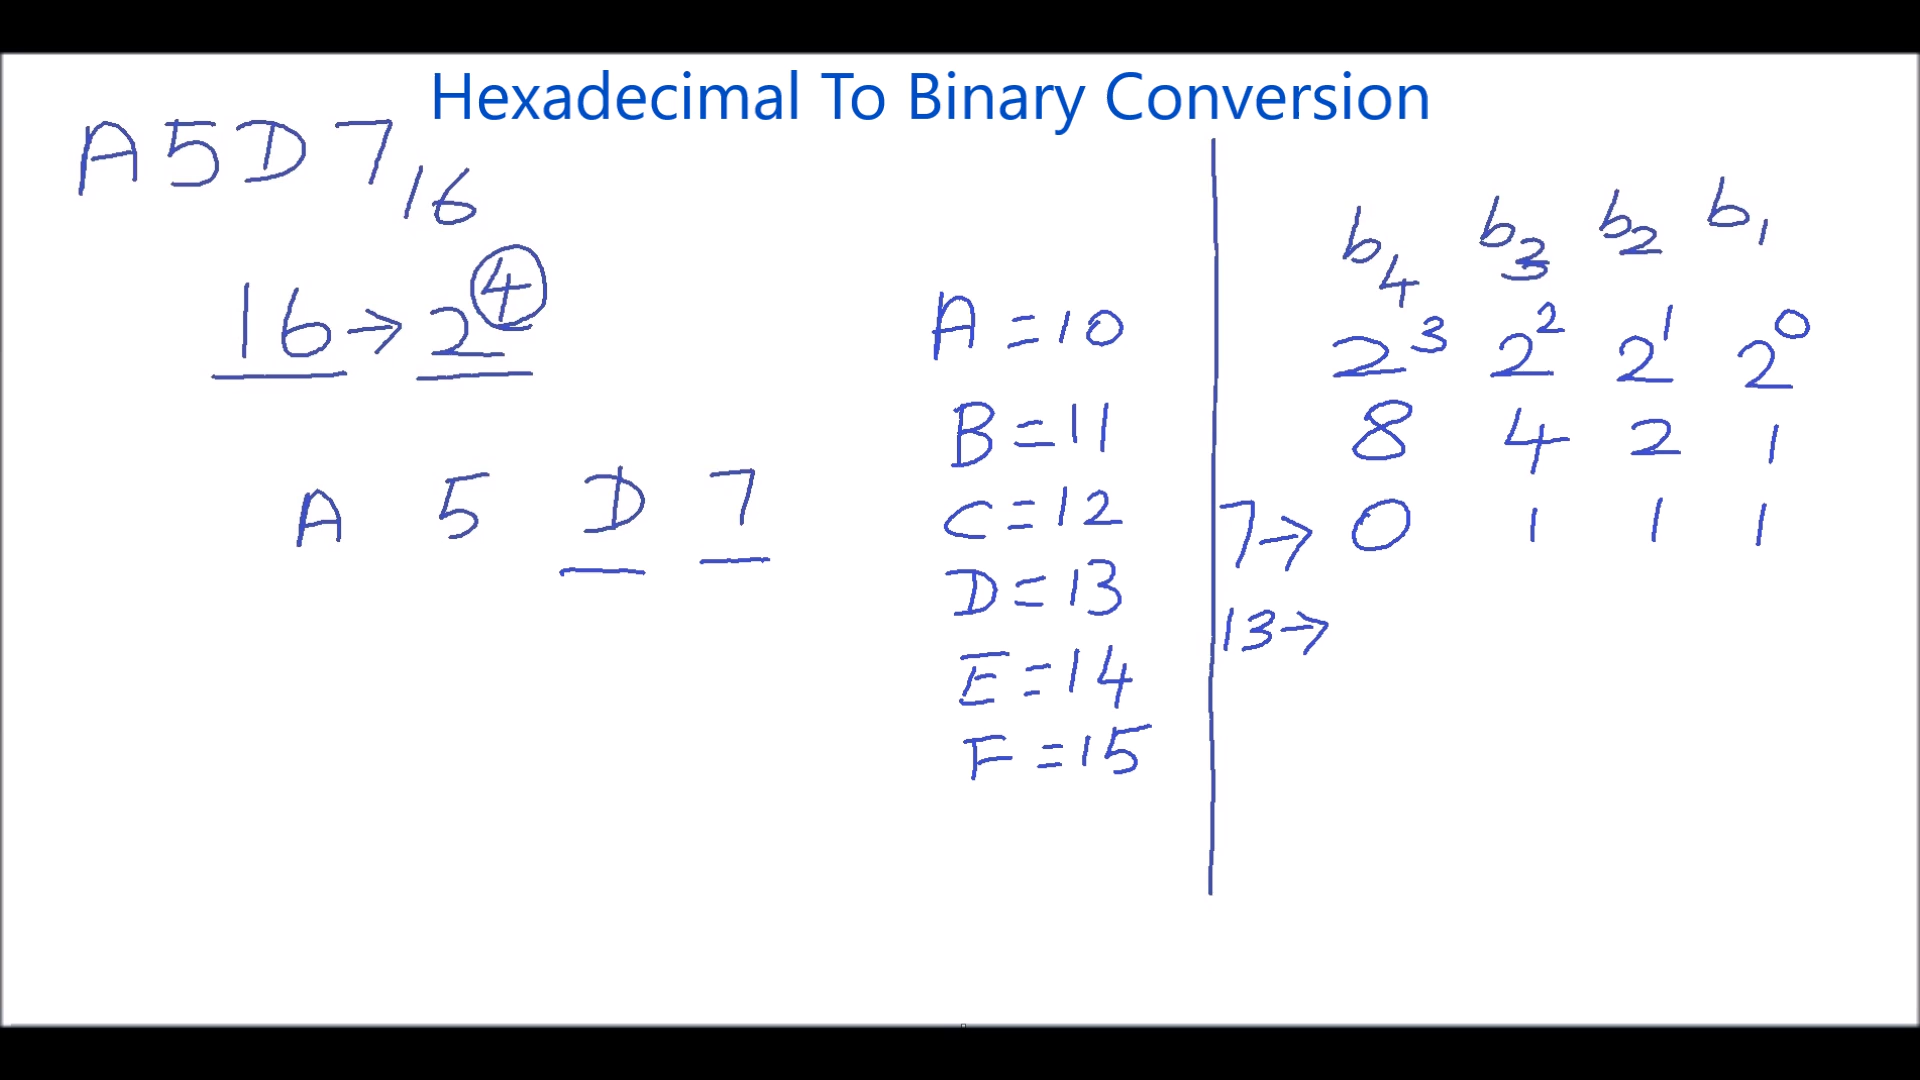 Hexadecimal To Binary Conversion
A5D7₁₆
16 → 2⁴
A 5 D 7
A = 10
B = 11
C = 12
D = 13
E = 14
F = 15
b₄ b₃ b₂ b₁
2³ 2² 2¹ 2⁰
8 4 2 1
7 → 0 1 1 1
13 →